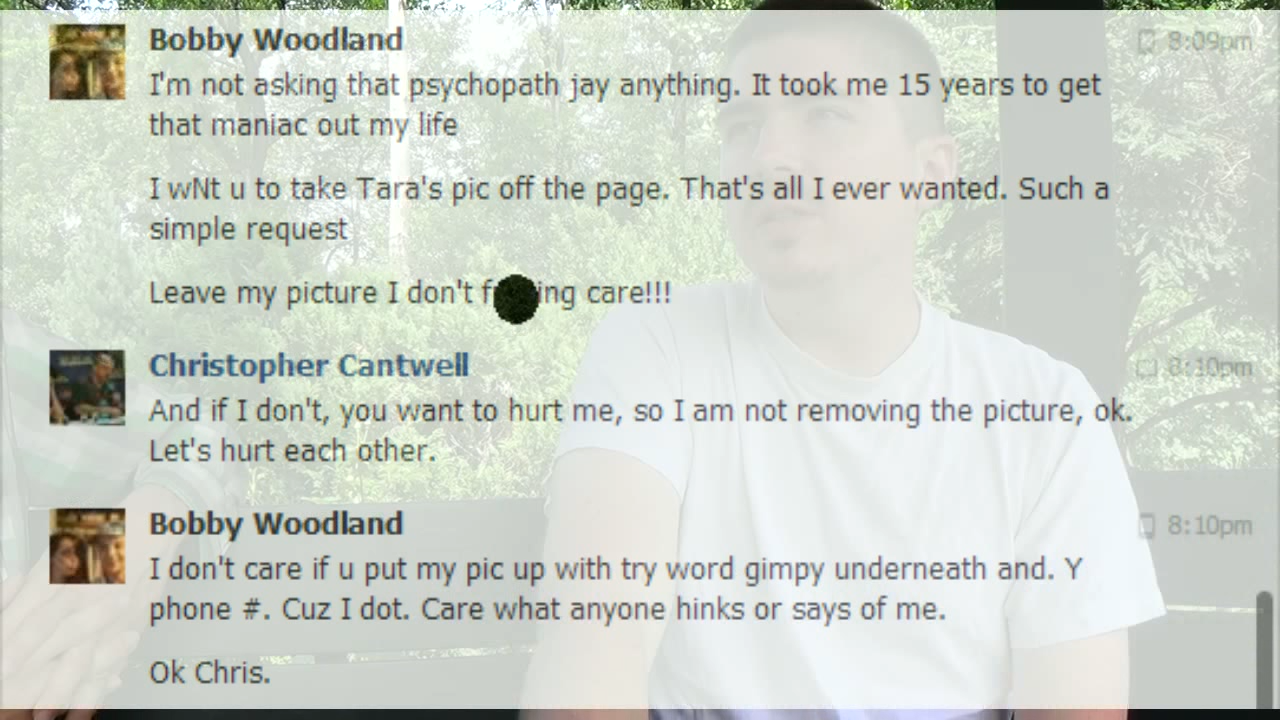 Bobby Woodland
8:09pm
I'm not asking that psychopath jay anything. It took me 15 years to get
that maniac out my life
I wNt u to take Tara's pic off the page. That's all I ever wanted. Such a
simple request
Leave my picture I don't f ing care!!!
Christopher Cantwell
8:10pm
And if I don't, you want to hurt me, so I am not removing the picture, ok.
Let's hurt each other.
Bobby Woodland
8:10pm
I don't care if u put my pic up with try word gimpy underneath and. Y
phone #. Cuz I dot. Care what anyone hinks or says of me.
Ok Chris.